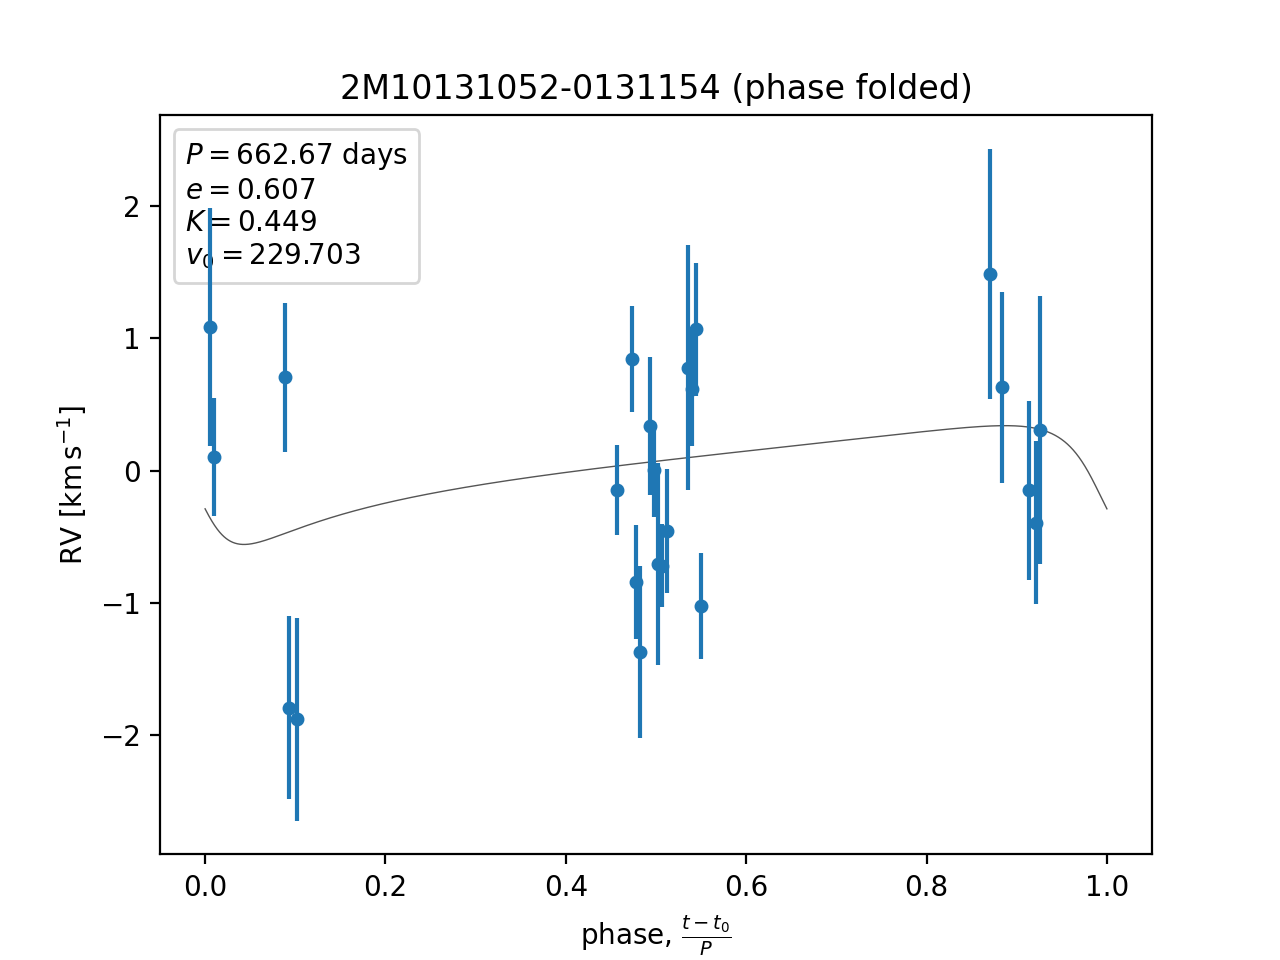 2M10131052-0131154 (phase folded)
P = 662.67 days
e = 0.607
K = 0.449
v₀ = 229.703
2
1
0
−1
−2
RV [km s⁻¹]
0.0 0.2 0.4 0.6 0.8 1.0
phase, (t − t₀)/P